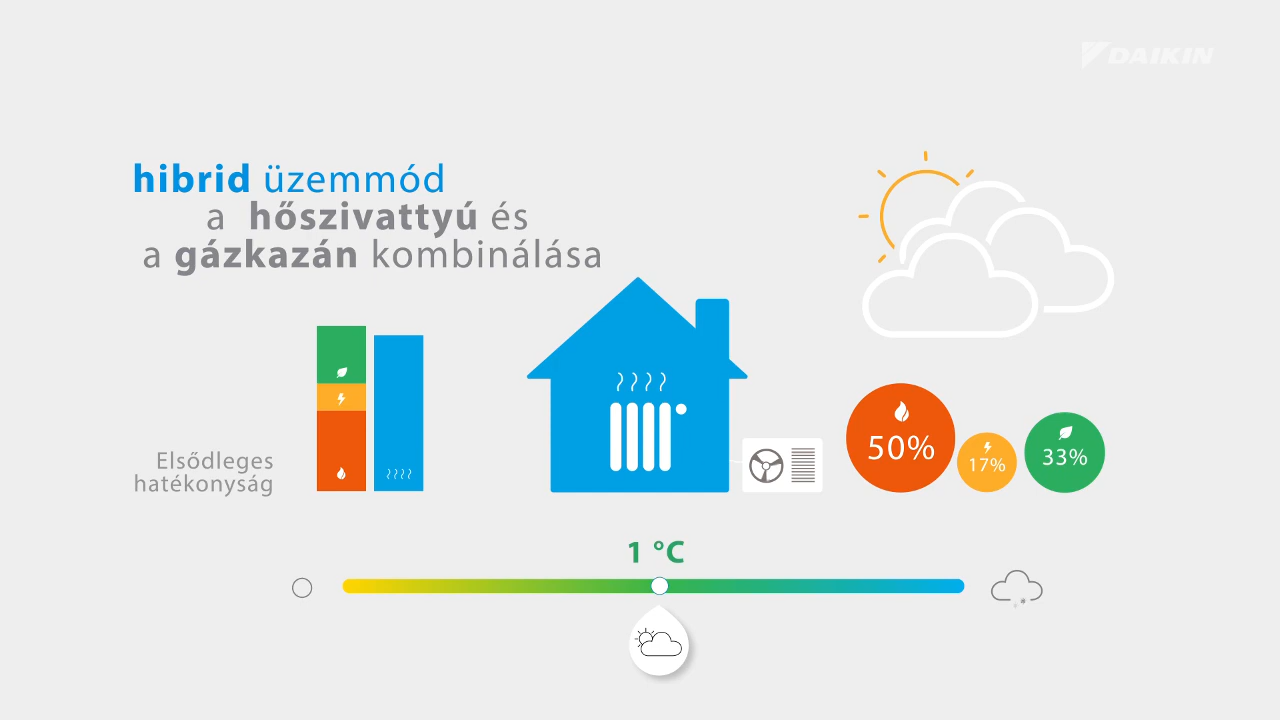 DAIKIN
hibrid üzemmód
a hőszivattyú és
a gázkazán kombinálása
Elsődleges
hatékonyság
50%
17%
33%
1 °C